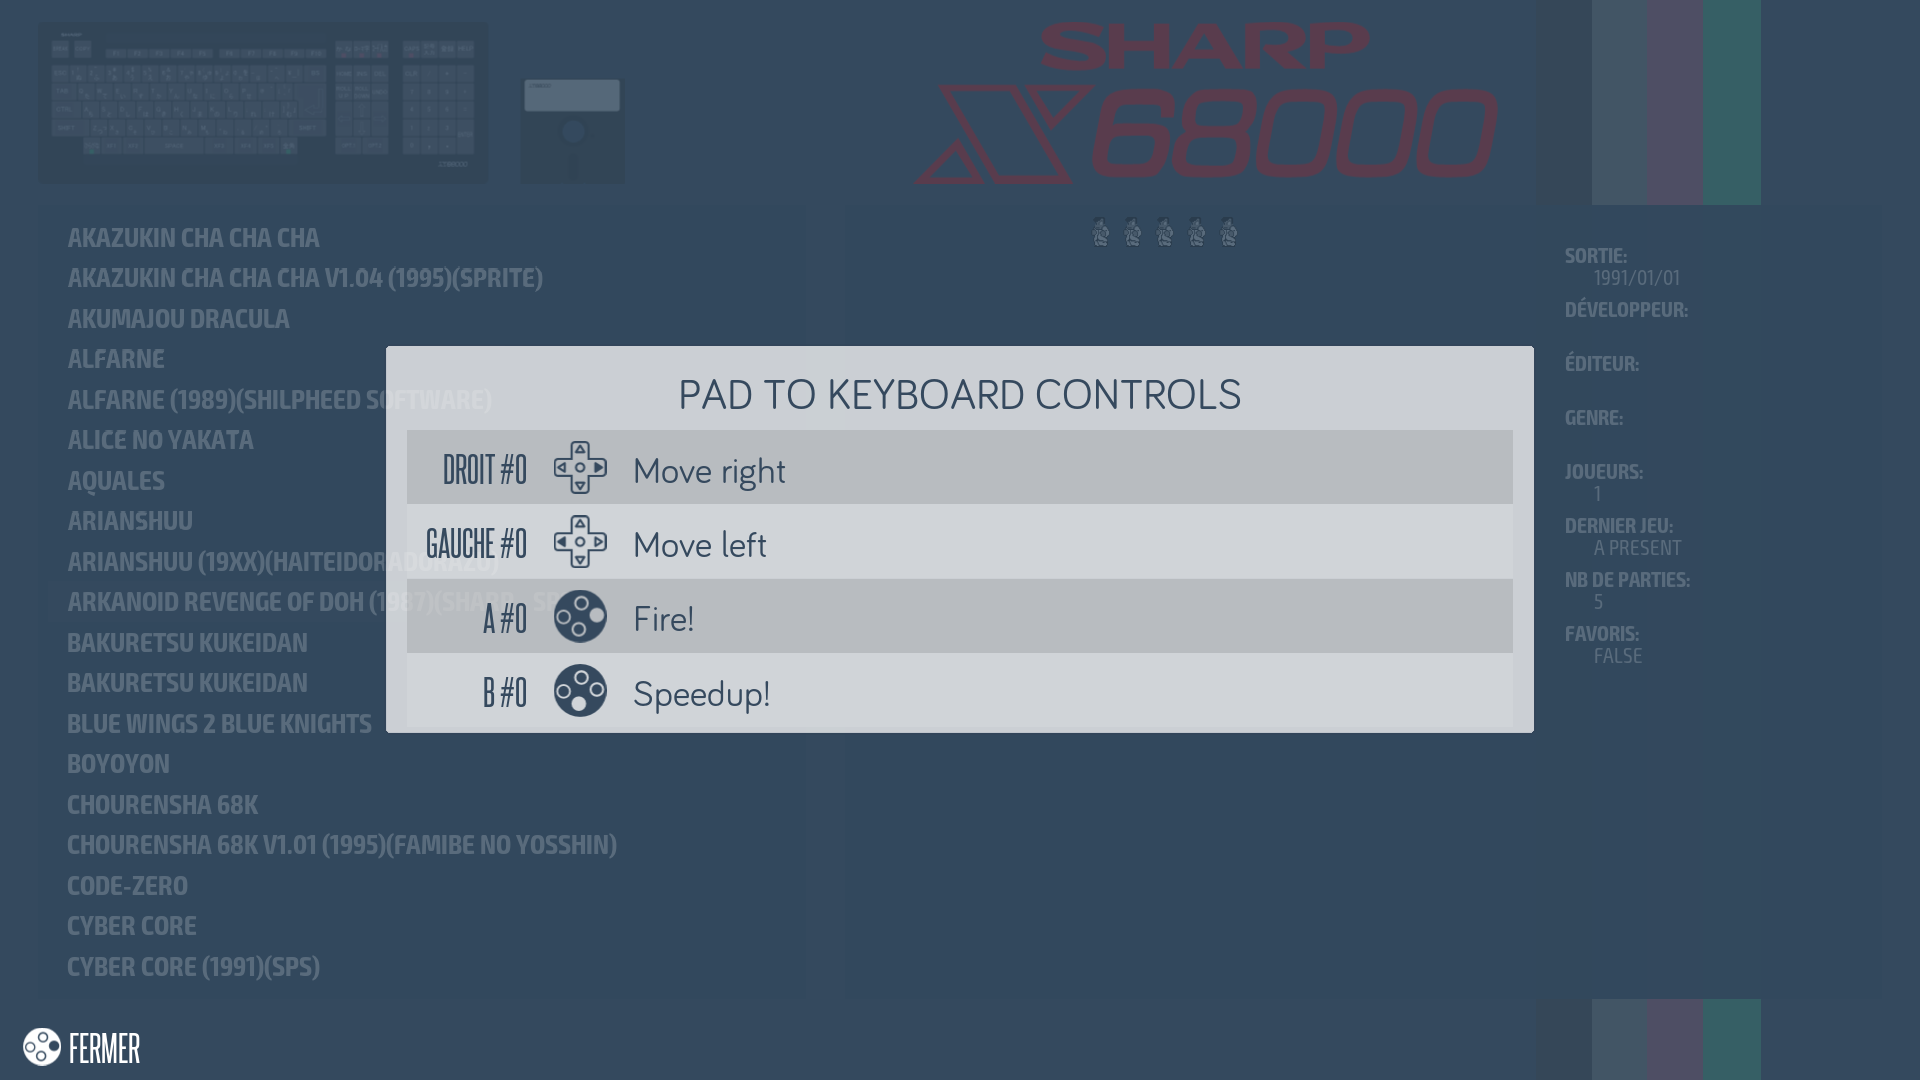 SHARP
X68000
AKAZUKIN CHA CHA CHA
AKAZUKIN CHA CHA CHA V1.04 (1995)(SPRITE)
AKUMAJOU DRACULA
ALFARNE
ALFARNE (1989)(SHILPHEED SOFTWARE)
ALICE NO YAKATA
AQUALES
ARIANSHUU
ARIANSHUU (19XX)(HAITEIDORADORAZU)
ARKANOID REVENGE OF DOH (1987)(SHARP - SP
BAKURETSU KUKEIDAN
BAKURETSU KUKEIDAN
BLUE WINGS 2 BLUE KNIGHTS
BOYOYON
CHOURENSHA 68K
CHOURENSHA 68K V1.01 (1995)(FAMIBE NO YOSSHIN)
CODE-ZERO
CYBER CORE
CYBER CORE (1991)(SPS)
PAD TO KEYBOARD CONTROLS
DROIT #0 Move right
GAUCHE #0 Move left
A #0 Fire!
B #0 Speedup!
SORTIE:
1991/01/01
DÉVELOPPEUR:
ÉDITEUR:
GENRE:
JOUEURS:
1
DERNIER JEU:
A PRESENT
NB DE PARTIES:
5
FAVORIS:
FALSE
FERMER